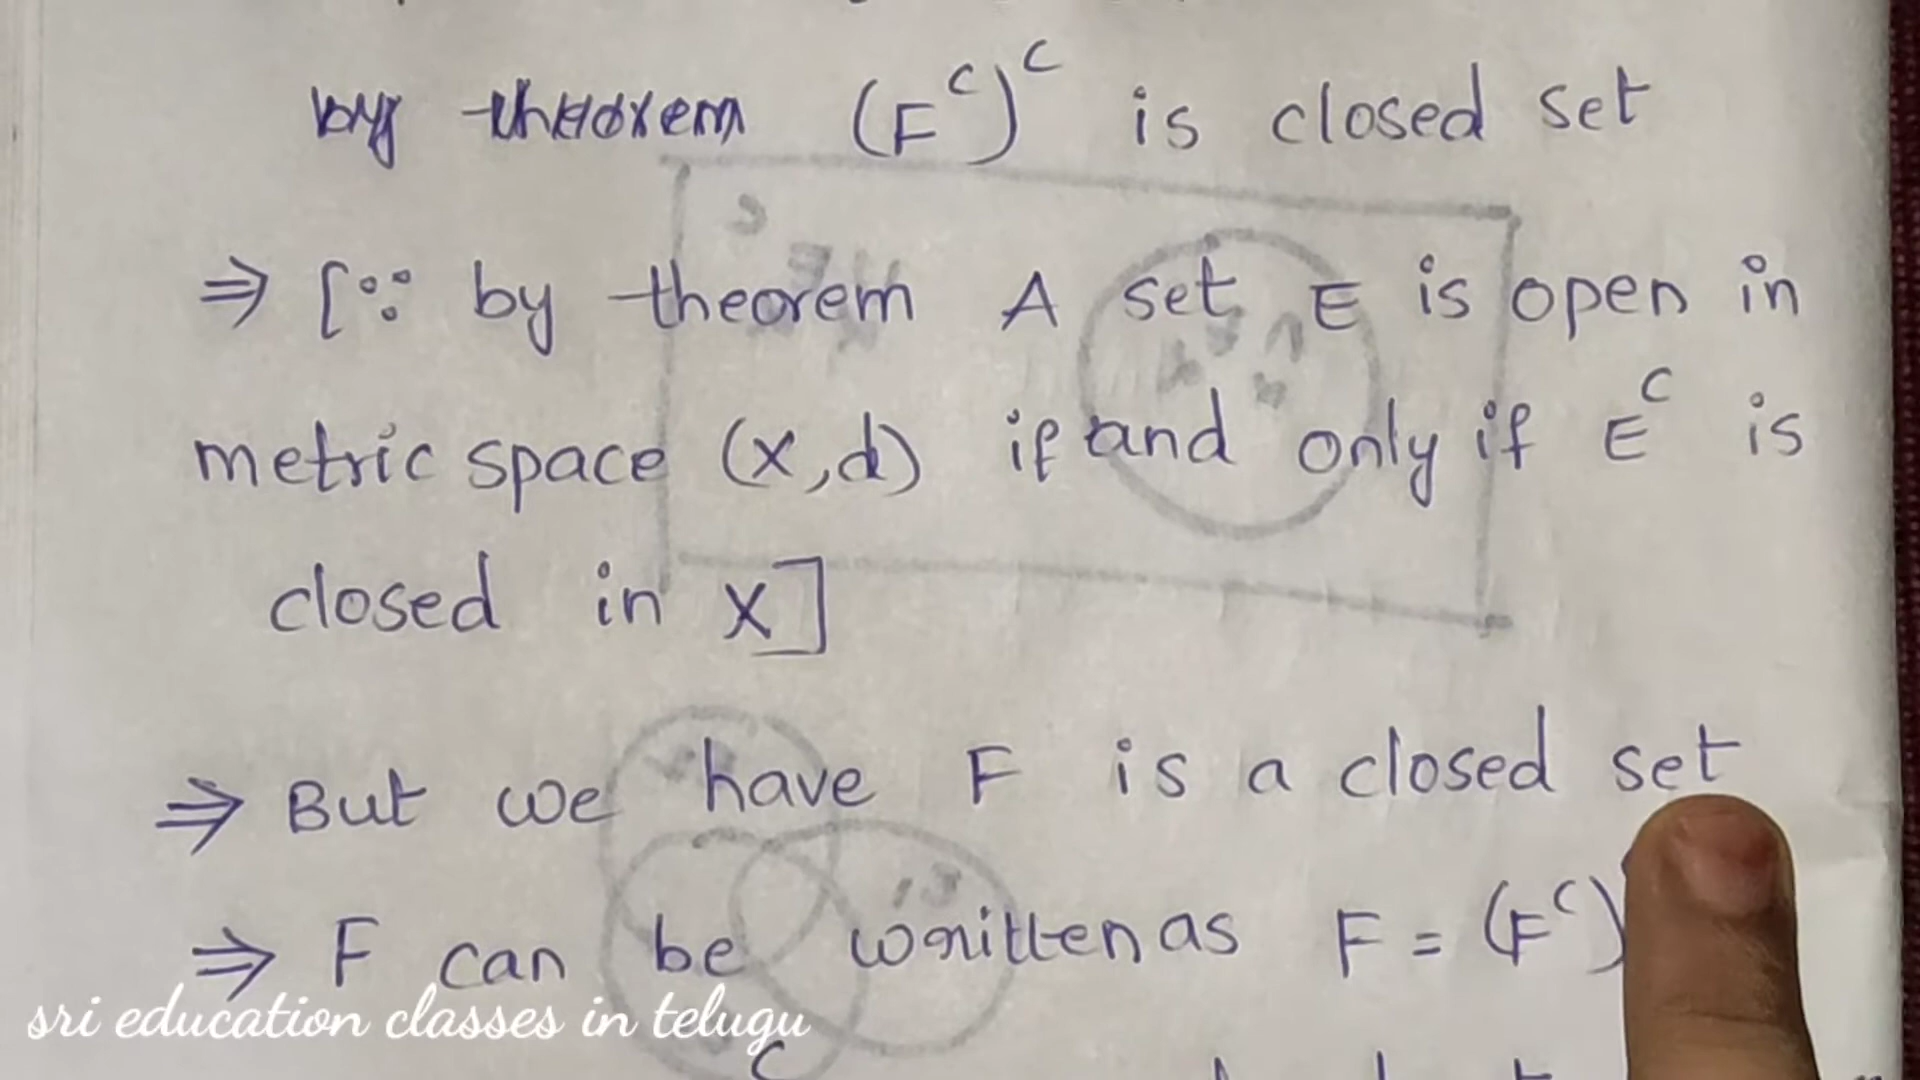 by theorem (F^c)^c is closed set
⇒ [∵ by theorem A set E is open in
metric space (X,d) if and only if E^c is
closed in X]
⇒ But we have F is a closed set
⇒ F can be written as F = (F^c)
sri education classes in telugu